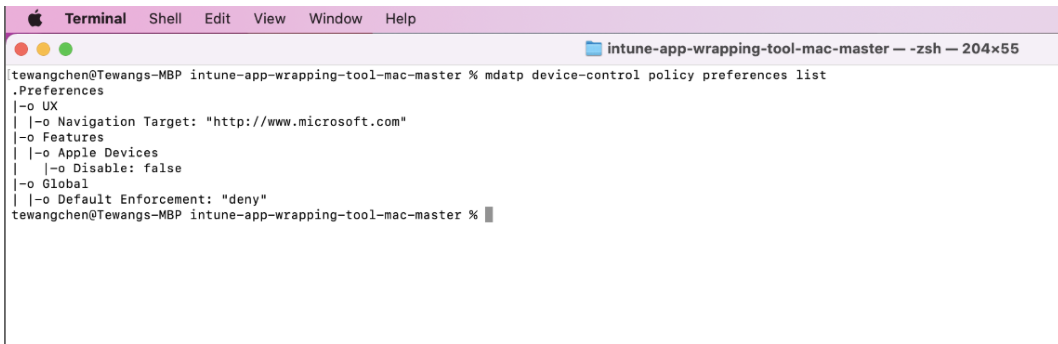 Terminal Shell Edit View Window Help
intune-app-wrapping-tool-mac-master — -zsh — 204×55
[tewangchen@Tewangs-MBP intune-app-wrapping-tool-mac-master % mdatp device-control policy preferences list
.Preferences
|-o UX
| |-o Navigation Target: "http://www.microsoft.com"
|-o Features
| |-o Apple Devices
|   |-o Disable: false
|-o Global
| |-o Default Enforcement: "deny"
tewangchen@Tewangs-MBP intune-app-wrapping-tool-mac-master %